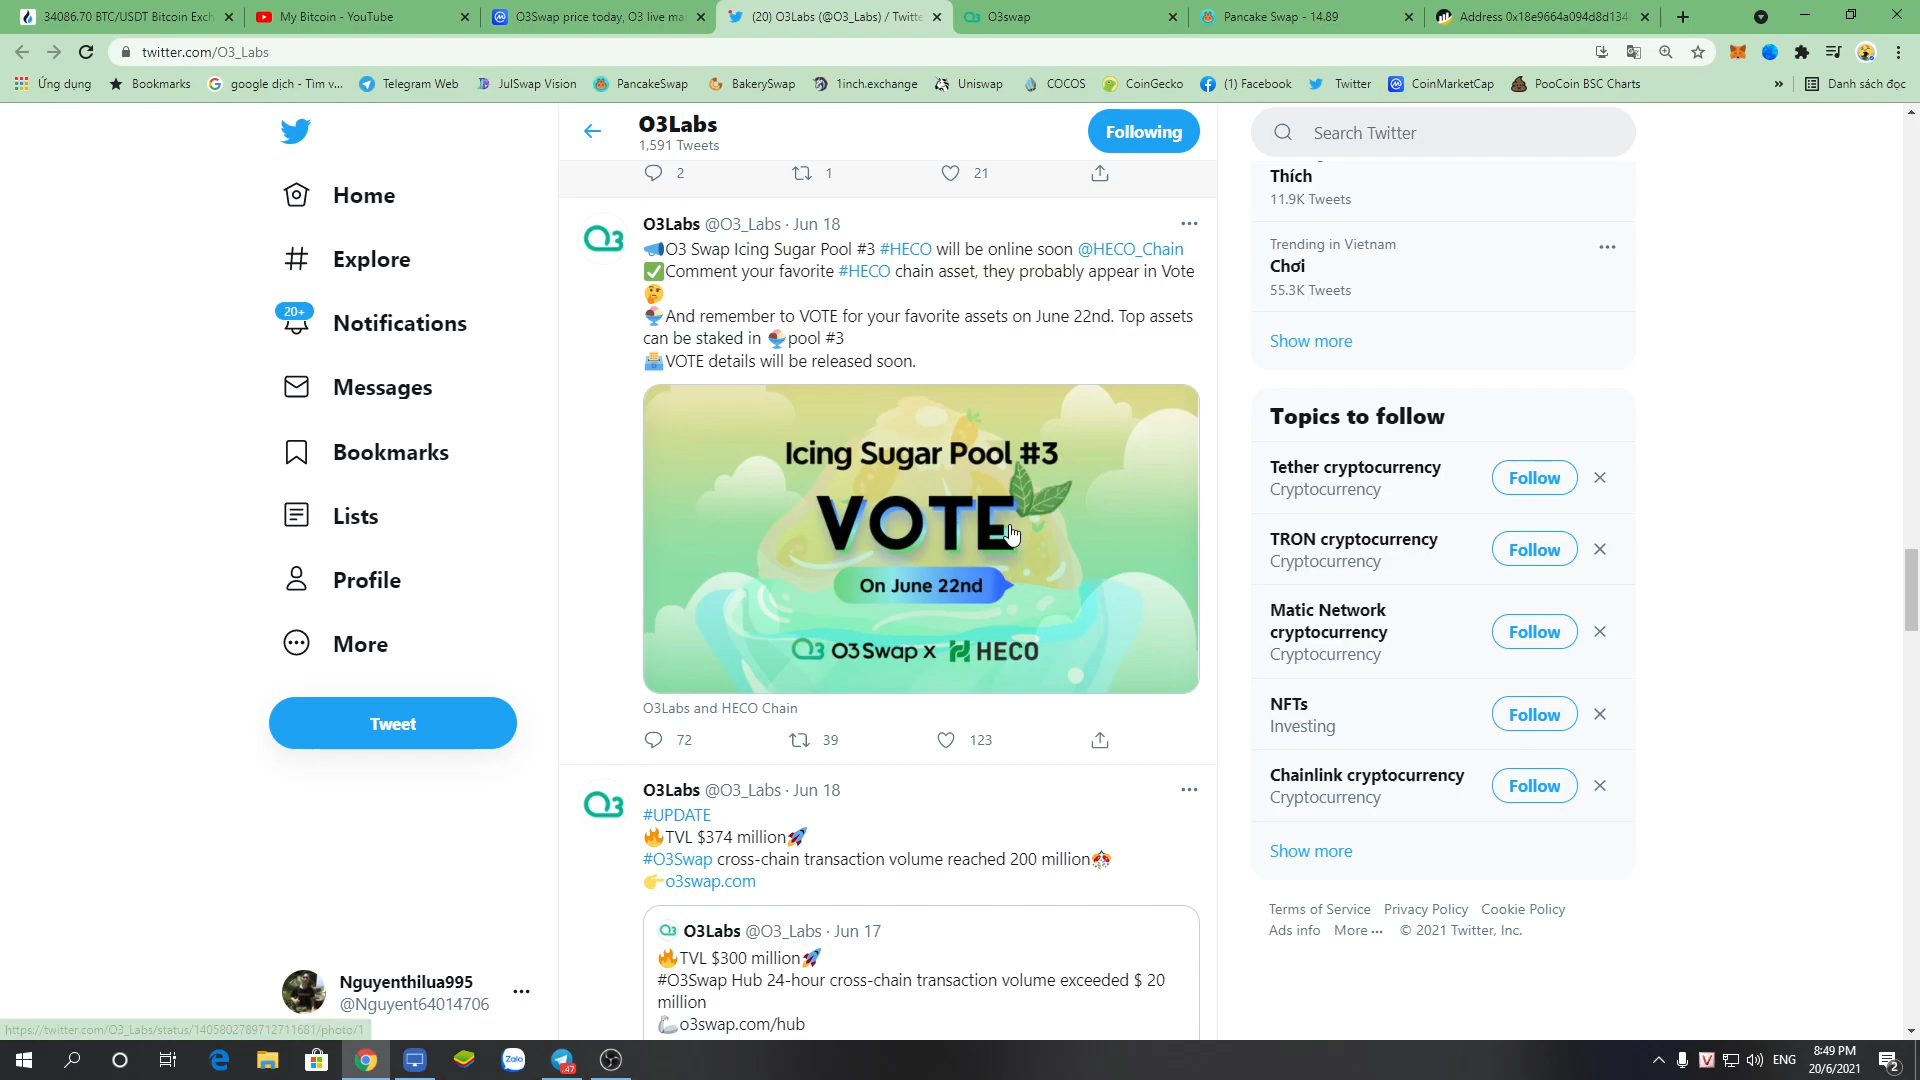 34086.70 BTC/USDT Bitcoin Exch
My Bitcoin - YouTube
O3Swap price today, O3 live ma
(20) O3Labs (@O3_Labs) / Twitte
O3swap
Pancake Swap - 14.89
Address 0x18e9664a094d8d134
twitter.com/O3_Labs
Ứng dụng
Bookmarks
google dịch - Tìm v...
Telegram Web
JulSwap Vision
PancakeSwap
BakerySwap
1inch.exchange
Uniswap
COCOS
CoinGecko
(1) Facebook
Twitter
CoinMarketCap
PooCoin BSC Charts
»
Danh sách đọc
Home
Explore
20+
Notifications
Messages
Bookmarks
Lists
Profile
More
Tweet
Nguyenthilua995
@Nguyent64014706
https://twitter.com/O3_Labs/status/1405802789712711681/photo/1
O3Labs
1,591 Tweets
Following
2 1 21
O3Labs @O3_Labs · Jun 18
📣O3 Swap Icing Sugar Pool #3 #HECO will be online soon @HECO_Chain
✅Comment your favorite #HECO chain asset, they probably appear in Vote
🤔
🍨And remember to VOTE for your favorite assets on June 22nd. Top assets
can be staked in 🍨pool #3
🗳VOTE details will be released soon.
Icing Sugar Pool #3
VOTE
On June 22nd
O3 O3 Swap x HECO
O3Labs and HECO Chain
72 39 123
O3Labs @O3_Labs · Jun 18
#UPDATE
🔥TVL $374 million🚀
#O3Swap cross-chain transaction volume reached 200 million🎊
👉o3swap.com
O3Labs @O3_Labs · Jun 17
🔥TVL $300 million🚀
#O3Swap Hub 24-hour cross-chain transaction volume exceeded $ 20
million
🦾o3swap.com/hub
Search Twitter
Thích
11.9K Tweets
Trending in Vietnam
Chơi
55.3K Tweets
Show more
Topics to follow
Tether cryptocurrency
Cryptocurrency
Follow
TRON cryptocurrency
Cryptocurrency
Follow
Matic Network
cryptocurrency
Cryptocurrency
Follow
NFTs
Investing
Follow
Chainlink cryptocurrency
Cryptocurrency
Follow
Show more
Terms of Service Privacy Policy Cookie Policy
Ads info More ··· © 2021 Twitter, Inc.
Zalo
47
V
ENG
8:49 PM
20/6/2021
2